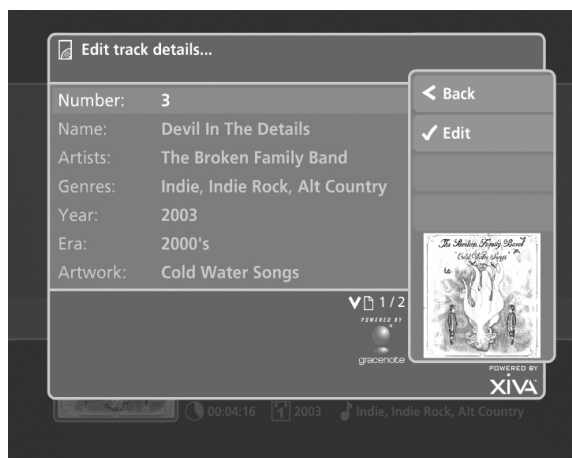 Edit track details...
Back
Edit
Number: 3
Name: Devil In The Details
Artists: The Broken Family Band
Genres: Indie, Indie Rock, Alt Country
Year: 2003
Era: 2000's
Artwork: Cold Water Songs
The Broken Family Band
Cold Water Songs
1 / 2
POWERED BY
gracenote
POWERED BY
XiVA
00:04:16 1 2003 Indie, Indie Rock, Alt Country